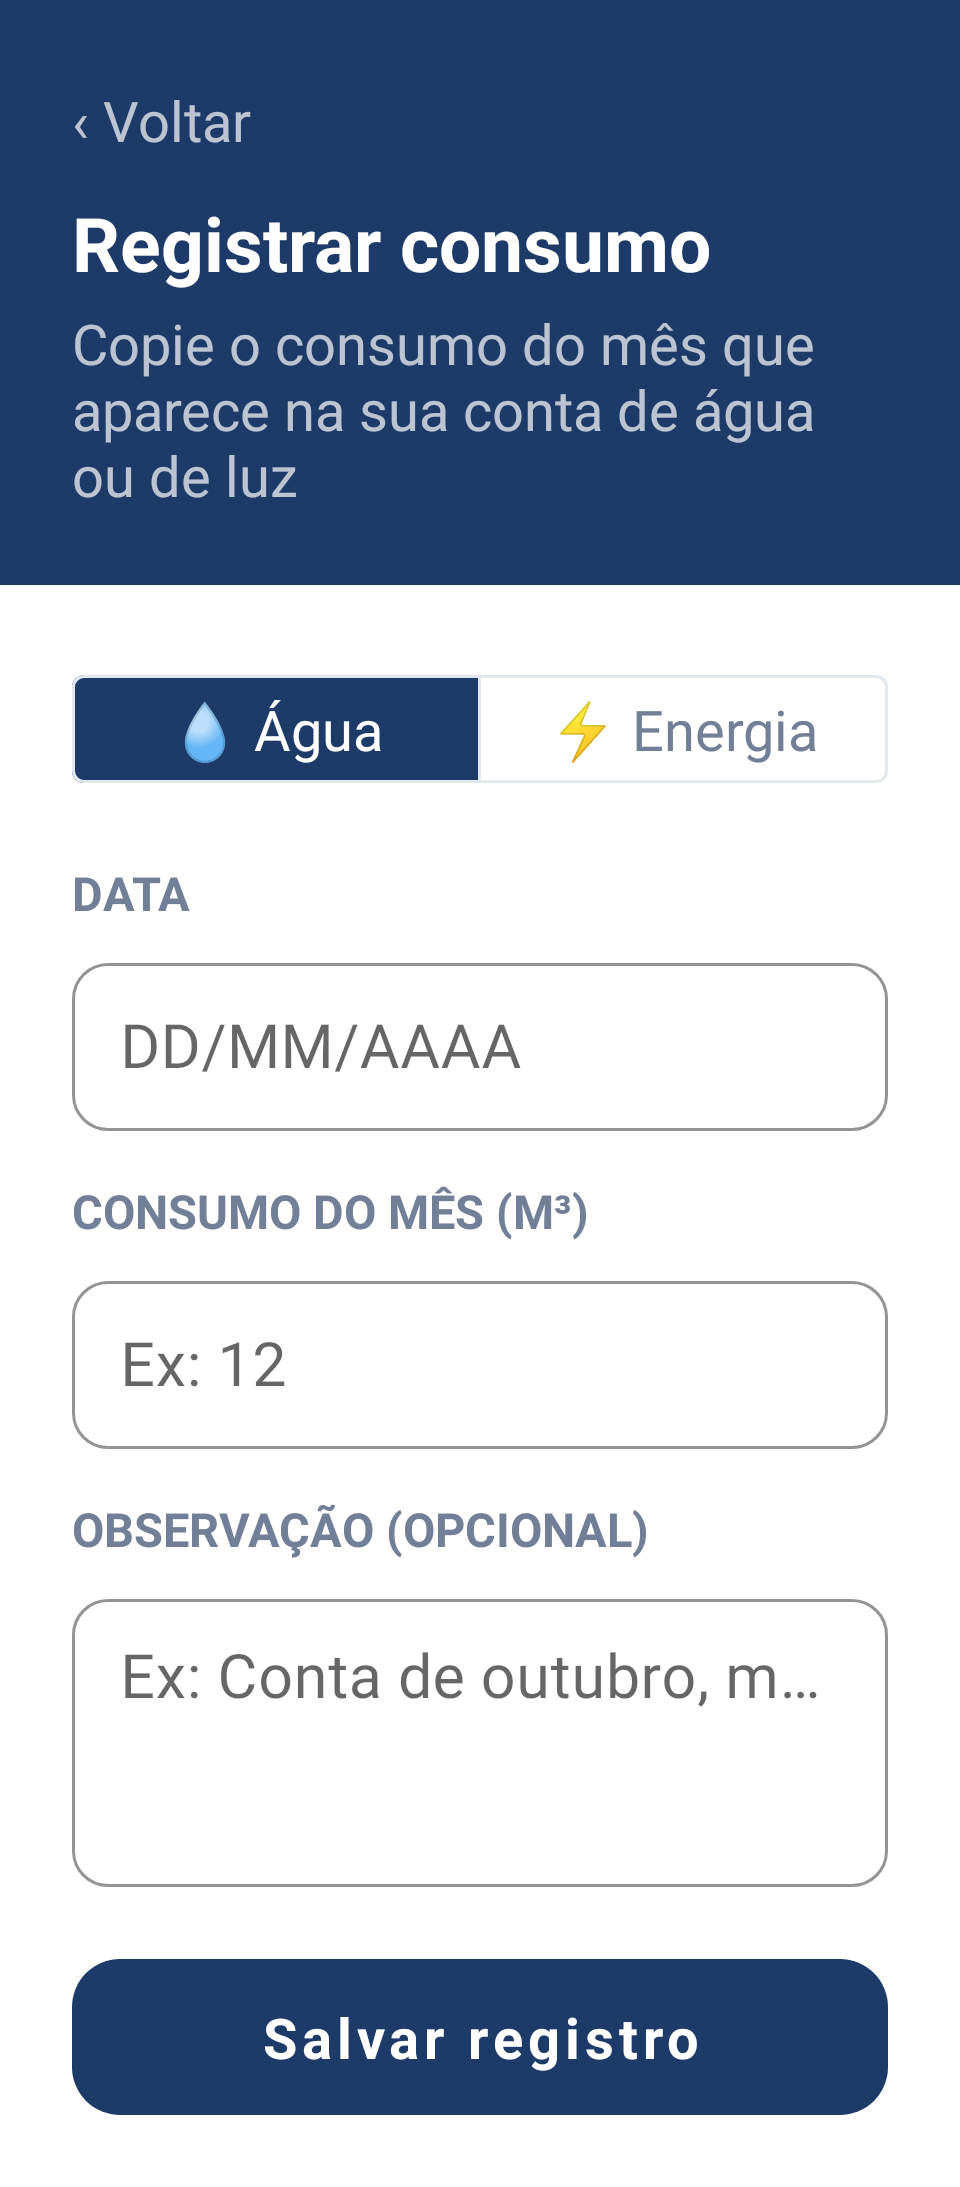 ‹ Voltar
Registrar consumo
Copie o consumo do mês que
aparece na sua conta de água
ou de luz
💧 Água
⚡ Energia
DATA
DD/MM/AAAA
CONSUMO DO MÊS (M³)
Ex: 12
OBSERVAÇÃO (OPCIONAL)
Ex: Conta de outubro, m…
Salvar registro